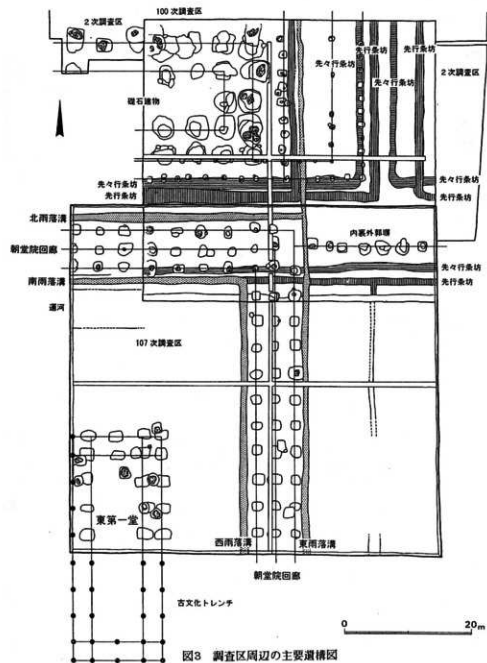 100次調査区
2次調査区
先行条坊
先行条坊
先々行条坊
先々行条坊
2次調査区
礎石建物
先々行条坊
先行条坊
先々行条坊
先行条坊
北雨落溝
内裏外郭塀
朝堂院回廊
先々行条坊
南雨落溝
先行条坊
運河
107次調査区
東第一堂
西雨落溝
東雨落溝
朝堂院回廊
古文化トレンチ
0
20m
図3 調査区周辺の主要遺構図